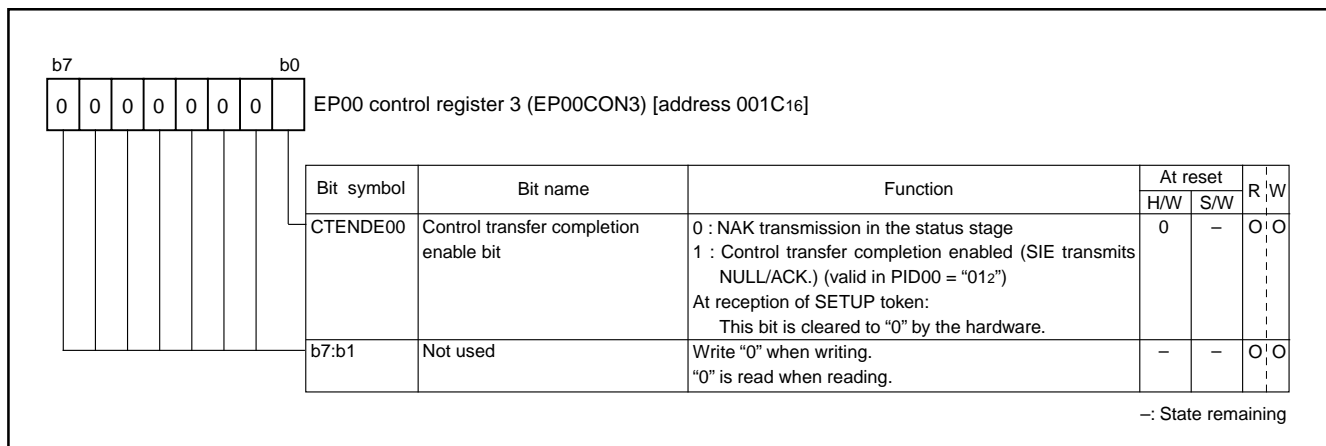 b7 b0
0 0 0 0 0 0 0
EP00 control register 3 (EP00CON3) [address 001C16]
Bit symbol Bit name Function At reset R W
H/W S/W
CTENDE00 Control transfer completion 0 : NAK transmission in the status stage 0 – O O
enable bit 1 : Control transfer completion enabled (SIE transmits
NULL/ACK.) (valid in PID00 = “012”)
At reception of SETUP token:
This bit is cleared to “0” by the hardware.
b7:b1 Not used Write “0” when writing. – – O O
“0” is read when reading.
–: State remaining